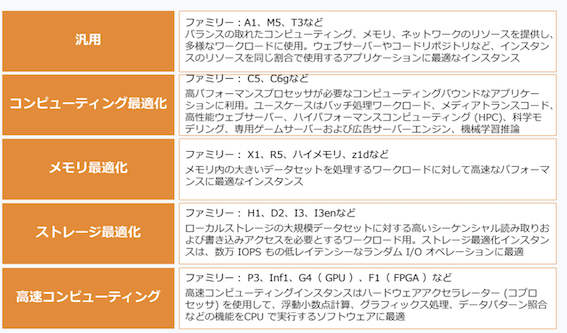 汎用
ファミリー：A1、M5、T3など
バランスの取れたコンピューティング、メモリ、ネットワークのリソースを提供し、
多様なワークロードに使用。ウェブサーバーやコードリポジトリなど、インスタン
スのリソースを同じ割合で使用するアプリケーションに最適なインスタンス
コンピューティング最適化
ファミリー： C5、C6gなど
高パフォーマンスプロセッサが必要なコンピューティングバウンドなアプリケー
ションに利用。ユースケースはバッチ処理ワークロード、メディアトランスコード、
高性能ウェブサーバー、ハイパフォーマンスコンピューティング (HPC)、科学モ
デリング、専用ゲームサーバーおよび広告サーバーエンジン、機械学習推論
メモリ最適化
ファミリー： X1、R5、ハイメモリ、z1dなど
メモリ内の大きいデータセットを処理するワークロードに対して高速なパフォーマ
ンスに最適なインスタンス
ストレージ最適化
ファミリー： H1、D2、I3、I3enなど
ローカルストレージの大規模データセットに対する高いシーケンシャル読み取りお
よび書き込みアクセスを必要とするワークロード用。ストレージ最適化インスタン
スは、数万 IOPS もの低レイテンシーなランダム I/O オペレーションに最適
高速コンピューティング
ファミリー： P3、Inf1、G4（ GPU ）、F1（ FPGA ）など
高速コンピューティングインスタンスはハードウェアアクセラレーター (コプロ
セッサ) を使用して、浮動小数点計算、グラフィックス処理、データパターン照合
などの機能をCPU で実行するソフトウェアに最適